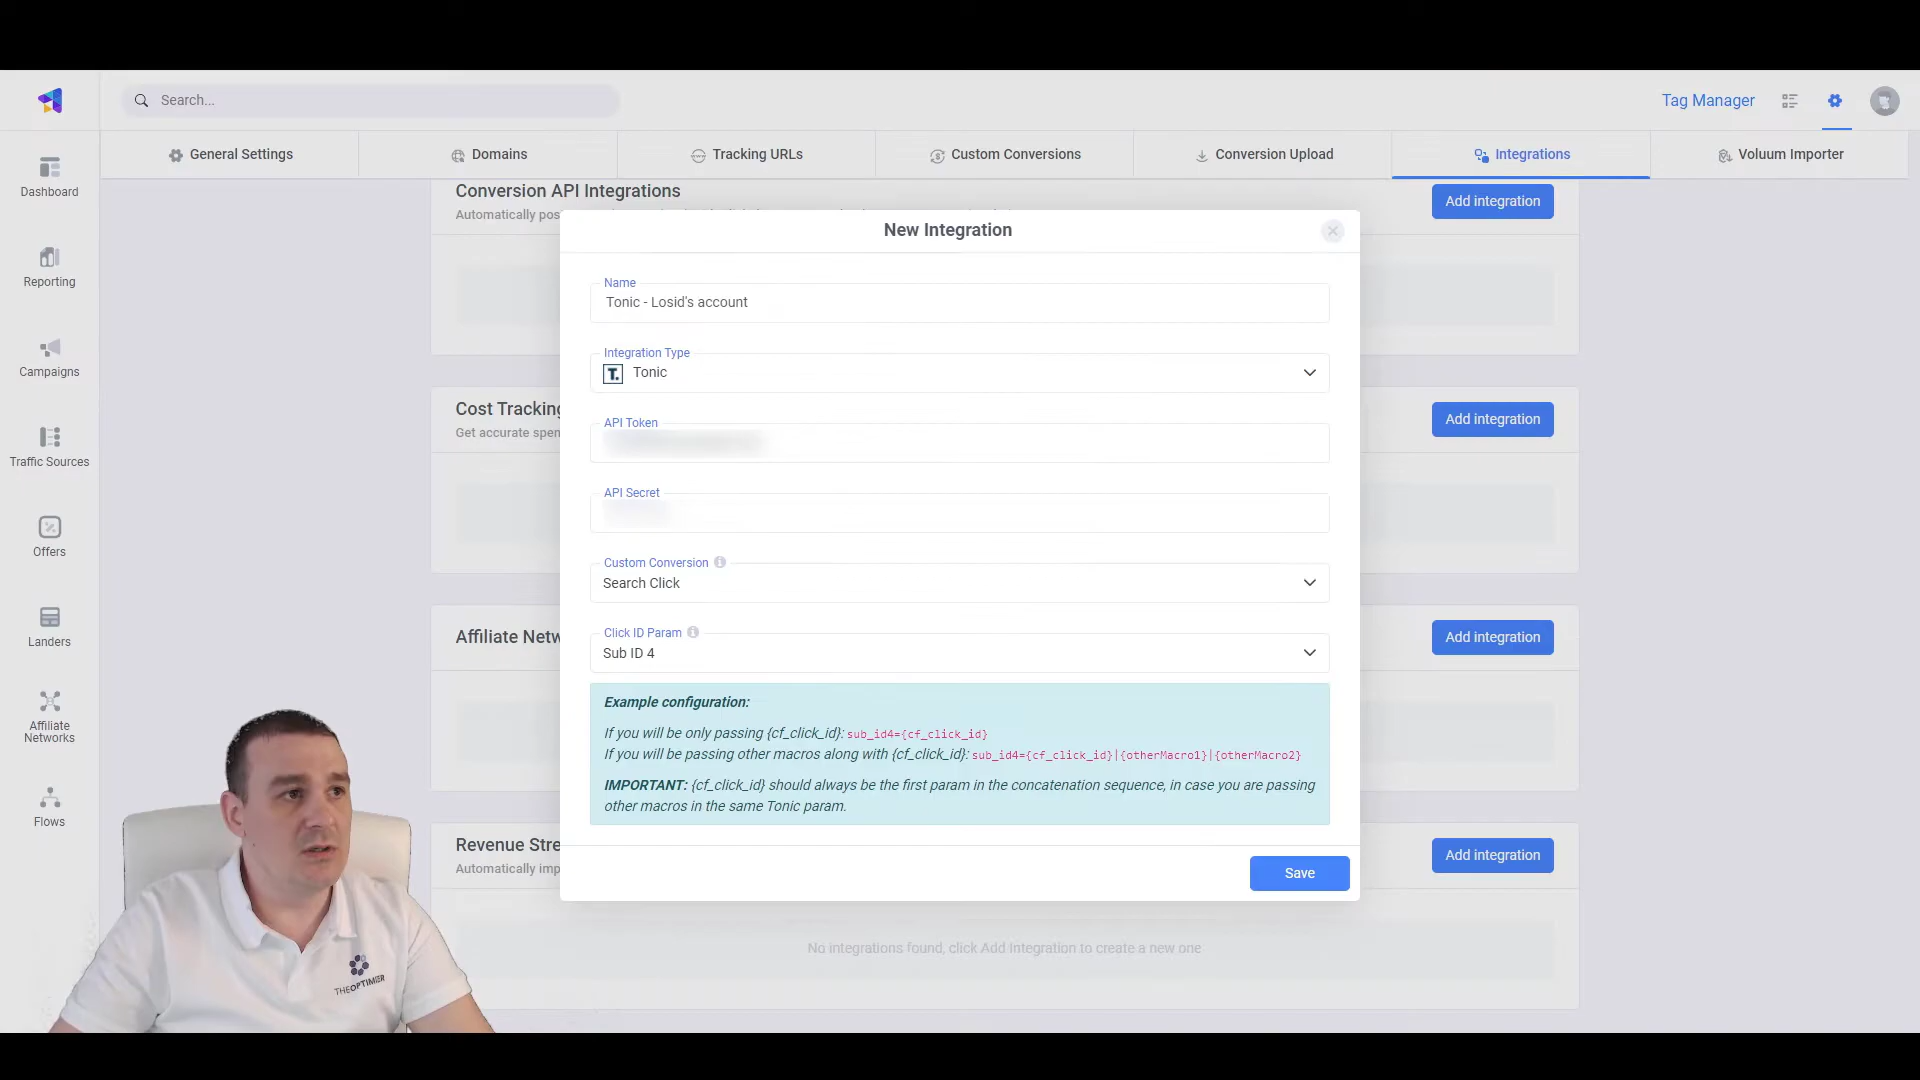 Search...
Tag Manager
General Settings
Domains
Tracking URLs
Custom Conversions
Conversion Upload
Integrations
Voluum Importer
Dashboard
Reporting
Campaigns
Traffic Sources
Offers
Landers
Affiliate
Networks
Flows
Conversion API Integrations
Automatically pos
Add integration
Cost Tracking
Get accurate spen
Add integration
Affiliate Netw
Add integration
Revenue Stre
Automatically imp
Add integration
No integrations found, click Add Integration to create a new one
New Integration
Name
Tonic - Losid's account
Integration Type
T. Tonic
API Token
API Secret
Custom Conversion
Search Click
Click ID Param
Sub ID 4
Example configuration:
If you will be only passing {cf_click_id}: sub_id4={cf_click_id}
If you will be passing other macros along with {cf_click_id}: sub_id4={cf_click_id}|{otherMacro1}|{otherMacro2}
IMPORTANT: {cf_click_id} should always be the first param in the concatenation sequence, in case you are passing
other macros in the same Tonic param.
Save
THEOPTIMIZER